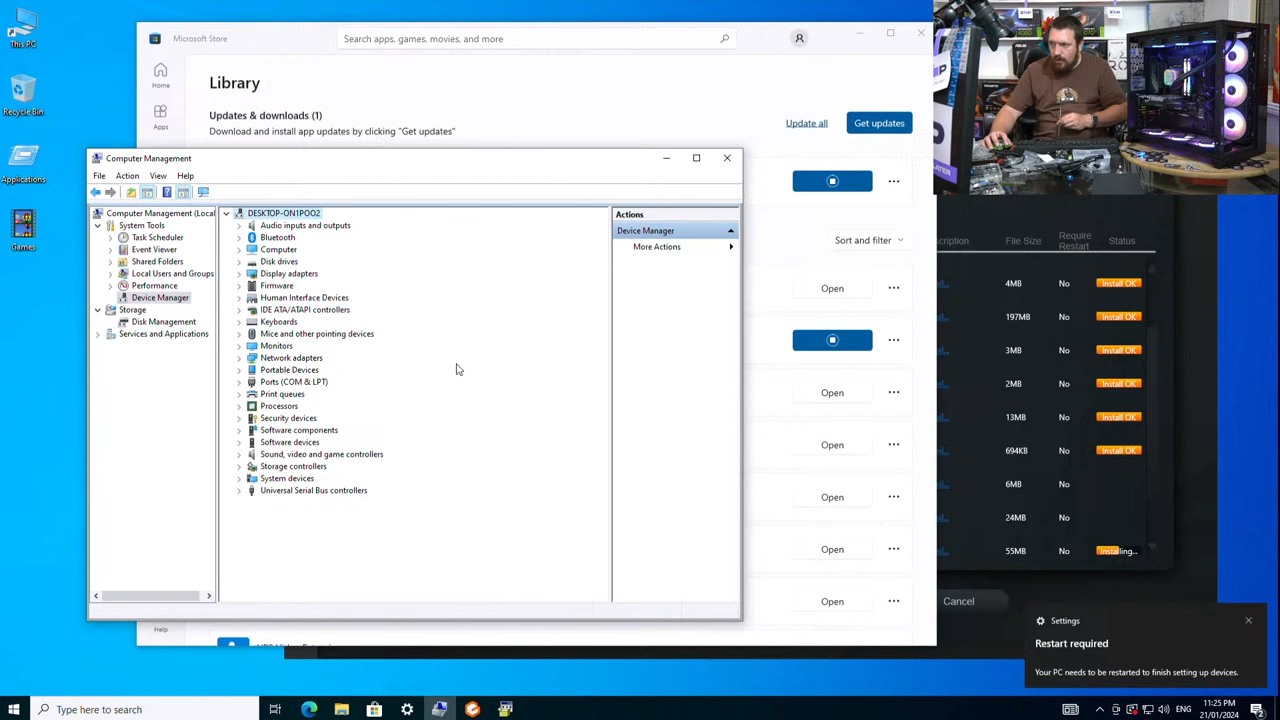 This PC
Recycle Bin
Applications
Games
Microsoft Store
Search apps, games, movies, and more
Home
Apps
Library
Updates & downloads (1)
Download and install app updates by clicking "Get updates"
Update all
Get updates
Sort and filter
Open
Open
Open
Open
Open
Open
Help
Computer Management
File
Action
View
Help
Computer Management (Local
System Tools
Task Scheduler
Event Viewer
Shared Folders
Local Users and Groups
Performance
Device Manager
Storage
Disk Management
Services and Applications
DESKTOP-ON1POO2
Audio inputs and outputs
Bluetooth
Computer
Disk drives
Display adapters
Firmware
Human Interface Devices
IDE ATA/ATAPI controllers
Keyboards
Mice and other pointing devices
Monitors
Network adapters
Portable Devices
Ports (COM & LPT)
Print queues
Processors
Security devices
Software components
Software devices
Sound, video and game controllers
Storage controllers
System devices
Universal Serial Bus controllers
Actions
Device Manager
More Actions
cription File Size Require Restart Status
4MB No Install OK
197MB No Install OK
3MB No Install OK
2MB No Install OK
13MB No Install OK
694KB No Install OK
6MB No
24MB No
55MB No Installing...
Cancel
Settings
Restart required
Your PC needs to be restarted to finish setting up devices.
Type here to search
ENG
11:25 PM
21/01/2024
2